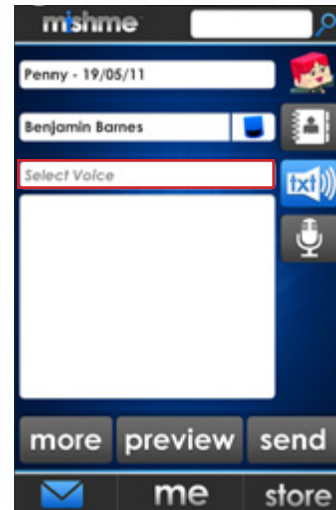 mishme
Penny - 19/05/11
Benjamin Barnes
Select Voice
txt
more preview send
me store